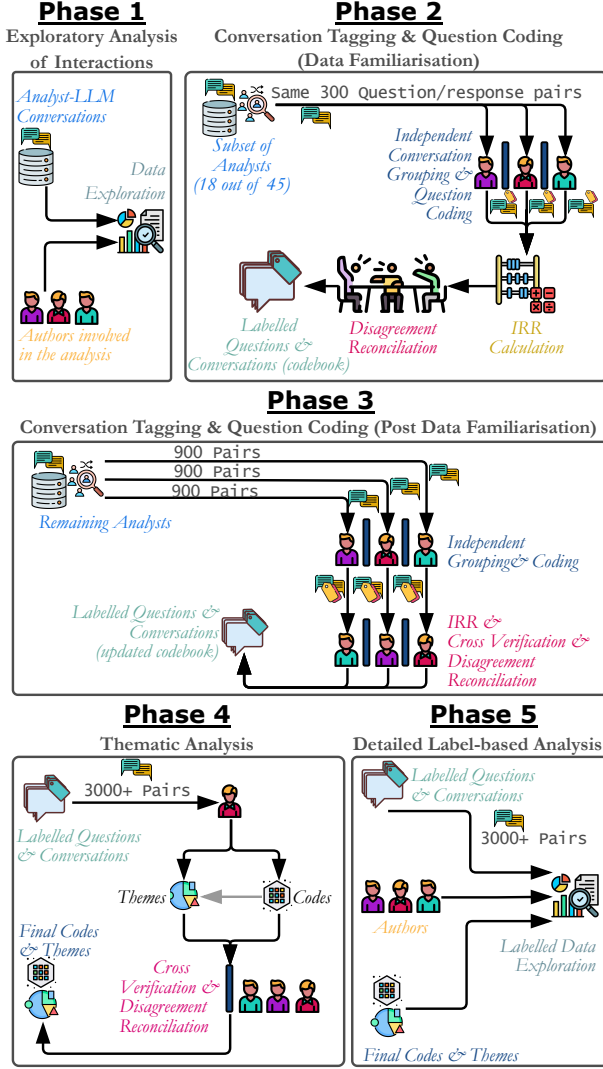 Phase 1
Exploratory Analysis
of Interactions
Analyst-LLM
Conversations
Data
Exploration
Authors involved
in the analysis
Phase 2
Conversation Tagging & Question Coding
(Data Familiarisation)
Same 300 Question/response pairs
Subset of
Analysts
(18 out of 45)
Independent
Conversation
Grouping &
Question
Coding
Labelled
Questions &
Conversations (codebook)
Disagreement
Reconciliation
IRR
Calculation
Phase 3
Conversation Tagging & Question Coding (Post Data Familiarisation)
900 Pairs
900 Pairs
900 Pairs
Remaining Analysts
Independent
Grouping& Coding
Labelled Questions &
Conversations
(updated codebook)
IRR &
Cross Verification &
Disagreement
Reconciliation
Phase 4
Thematic Analysis
3000+ Pairs
Labelled Questions
& Conversations
Themes
Codes
Final Codes
& Themes
Cross
Verification &
Disagreement
Reconciliation
Phase 5
Detailed Label-based Analysis
Labelled Questions
& Conversations
3000+ Pairs
Authors
Labelled Data
Exploration
Final Codes & Themes